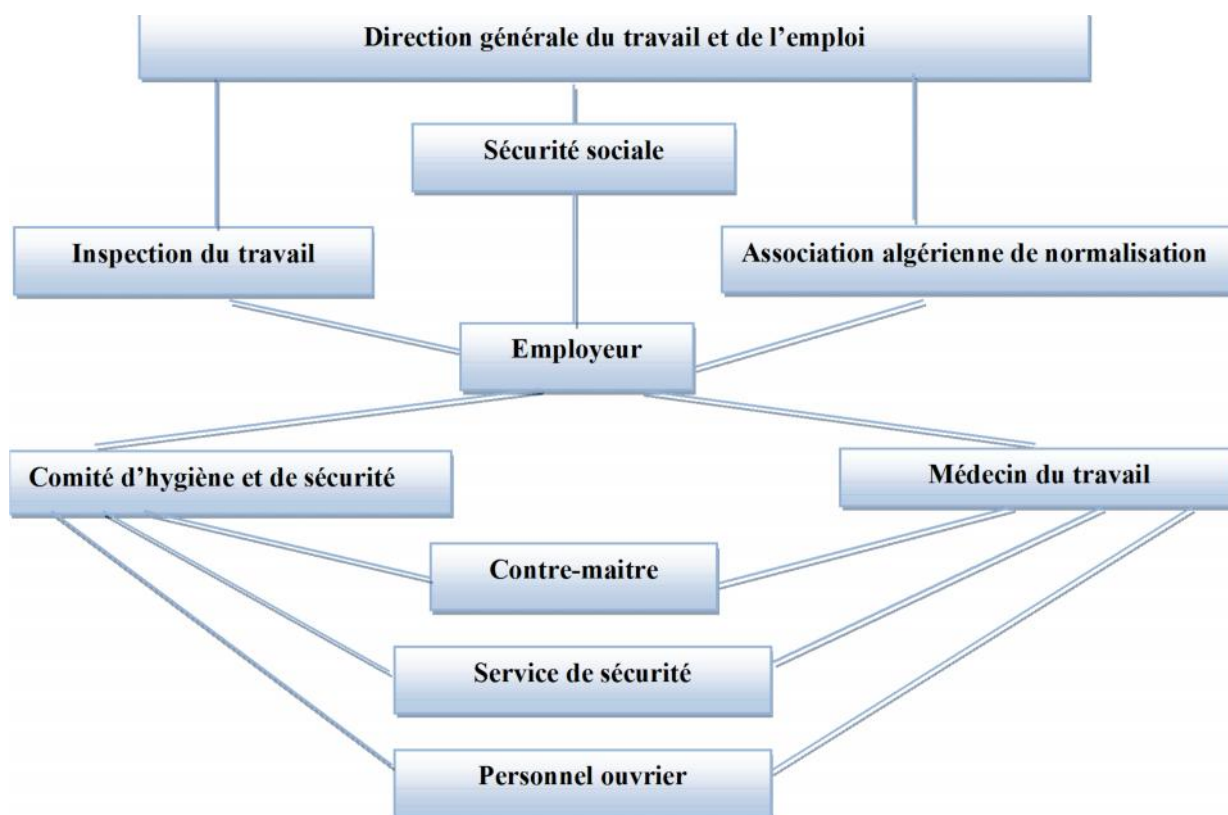 Direction générale du travail et de l’emploi
Sécurité sociale
Inspection du travail
Association algérienne de normalisation
Employeur
Comité d’hygiène et de sécurité
Médecin du travail
Contre-maitre
Service de sécurité
Personnel ouvrier